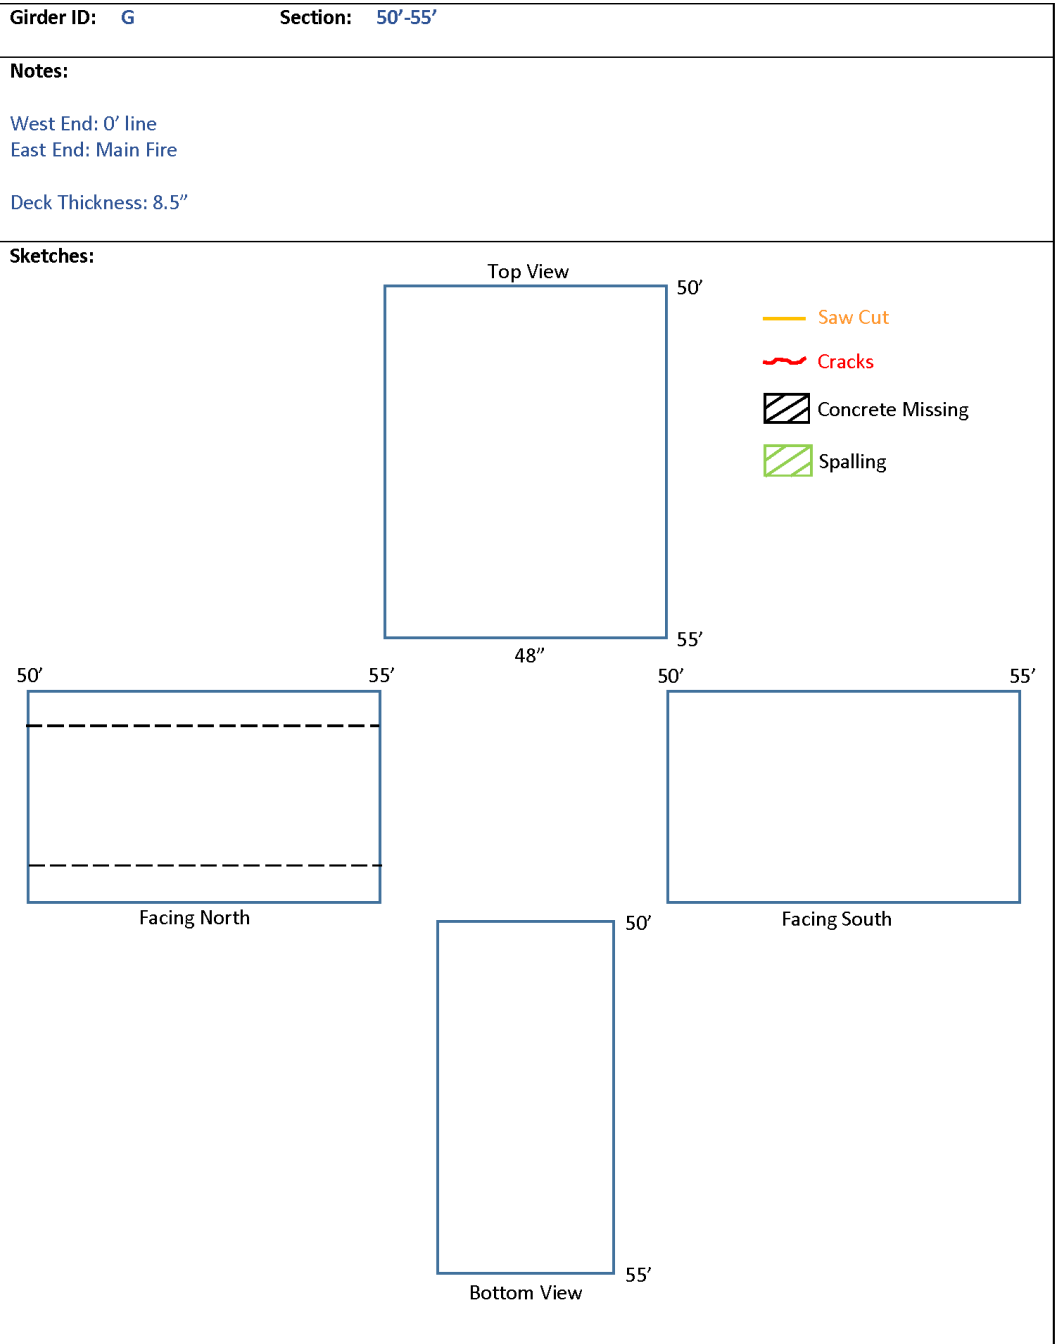 Girder ID: G Section: 50’-55’
Notes:
West End: 0’ line
East End: Main Fire
Deck Thickness: 8.5”
Sketches:
Top View
50’
Saw Cut
Cracks
Concrete Missing
Spalling
55’
48”
50’ 55’ 50’ 55’
Facing North
Facing South
50’
55’
Bottom View